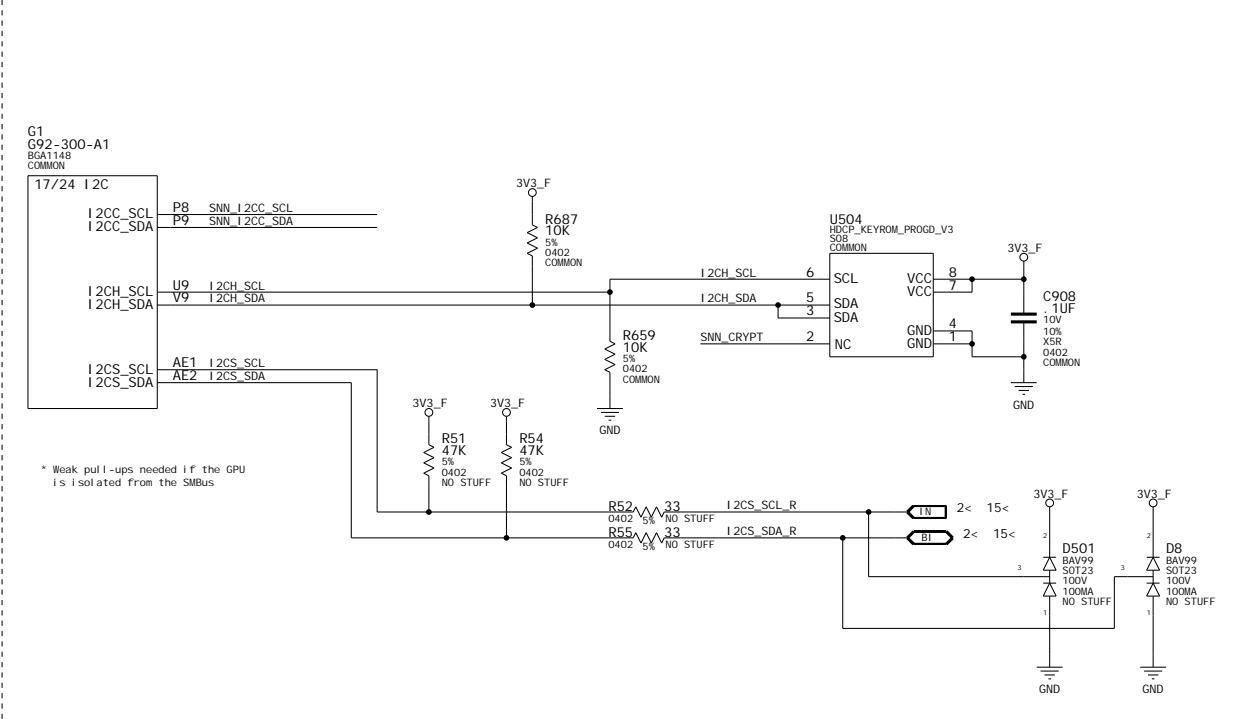 G1
G92-300-A1
BGA1148
COMMON
17/24 I2C
I2CC_SCL P8 SNN_I2CC_SCL
I2CC_SDA P9 SNN_I2CC_SDA
I2CH_SCL U9 I2CH_SCL
I2CH_SDA V9 I2CH_SDA
I2CS_SCL AE1 I2CS_SCL
I2CS_SDA AE2 I2CS_SDA
* Weak pull-ups needed if the GPU
is isolated from the SMBus
3V3_F
R687
10K
5%
0402
COMMON
R659
10K
5%
0402
COMMON
GND
U504
HDCP_KEYROM_PROGD_V3
SO8
COMMON
I2CH_SCL 6 SCL
I2CH_SDA 5 SDA
3 SDA
SNN_CRYPT 2 NC
VCC 8
VCC 7
GND 4
GND 1
3V3_F
C908
.1UF
10V
10%
X5R
0402
COMMON
GND
3V3_F
R51
47K
5%
0402
NO STUFF
3V3_F
R54
47K
5%
0402
NO STUFF
R52 33 I2CS_SCL_R
0402 5% NO STUFF
R55 33 I2CS_SDA_R
0402 5% NO STUFF
IN 2< 15<
BI 2< 15<
3V3_F
2
3
1
D501
BAV99
SOT23
100V
100MA
NO STUFF
GND
3V3_F
2
3
1
D8
BAV99
SOT23
100V
100MA
NO STUFF
GND